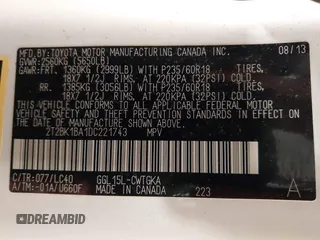 MFD.BY:TOYOTA MOTOR MANUFACTURING CANADA INC. 08/13
GVWR:2560KG (5650LB)
GAWR:FRT. 1360KG (2999LB) WITH P235/60R18 TIRES,
18X7 1/2J RIMS, AT 220KPA (32PSI) COLD.
RR. 1385KG (3056LB) WITH P235/60R18 TIRES,
18X7 1/2J RIMS, AT 220KPA (32PSI) COLD.
THIS VEHICLE CONFORMS TO ALL APPLICABLE FEDERAL MOTOR
VEHICLE SAFETY AND THEFT PREVENTION STANDARDS IN EFFECT ON
THE DATE OF MANUFACTURE SHOWN ABOVE.
2T2BK1BA1DC221743 MPV
C/TR:077/LC40 GGL15L-CWTGKA
A/TM:-01A/U660F MADE IN CANADA 223 A
DREAMBID